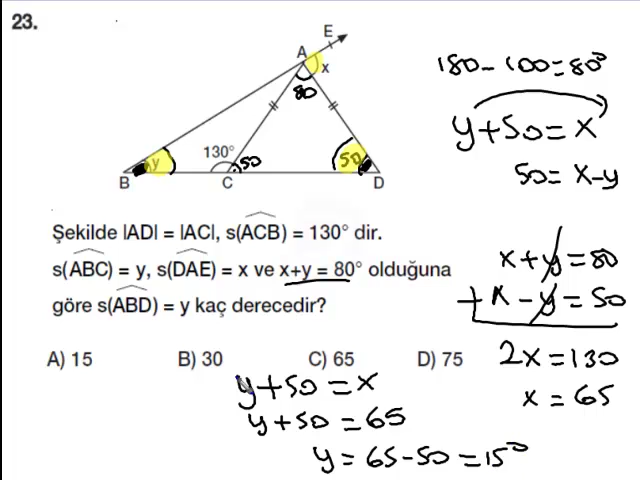 23.
E
A
x
80
180 - 100 = 80°
y + 50 = x
50 = x - y
y
130°
50
50
B
C
D
Şekilde |AD| = |AC|, s(ACB) = 130° dir.
s(ABC) = y, s(DAE) = x ve x+y = 80° olduğuna
göre s(ABD) = y kaç derecedir?
x + y = 80
+ x - y = 50
2x = 130
x = 65
A) 15 B) 30 C) 65 D) 75
y + 50 = x
y + 50 = 65
y = 65 - 50 = 15°